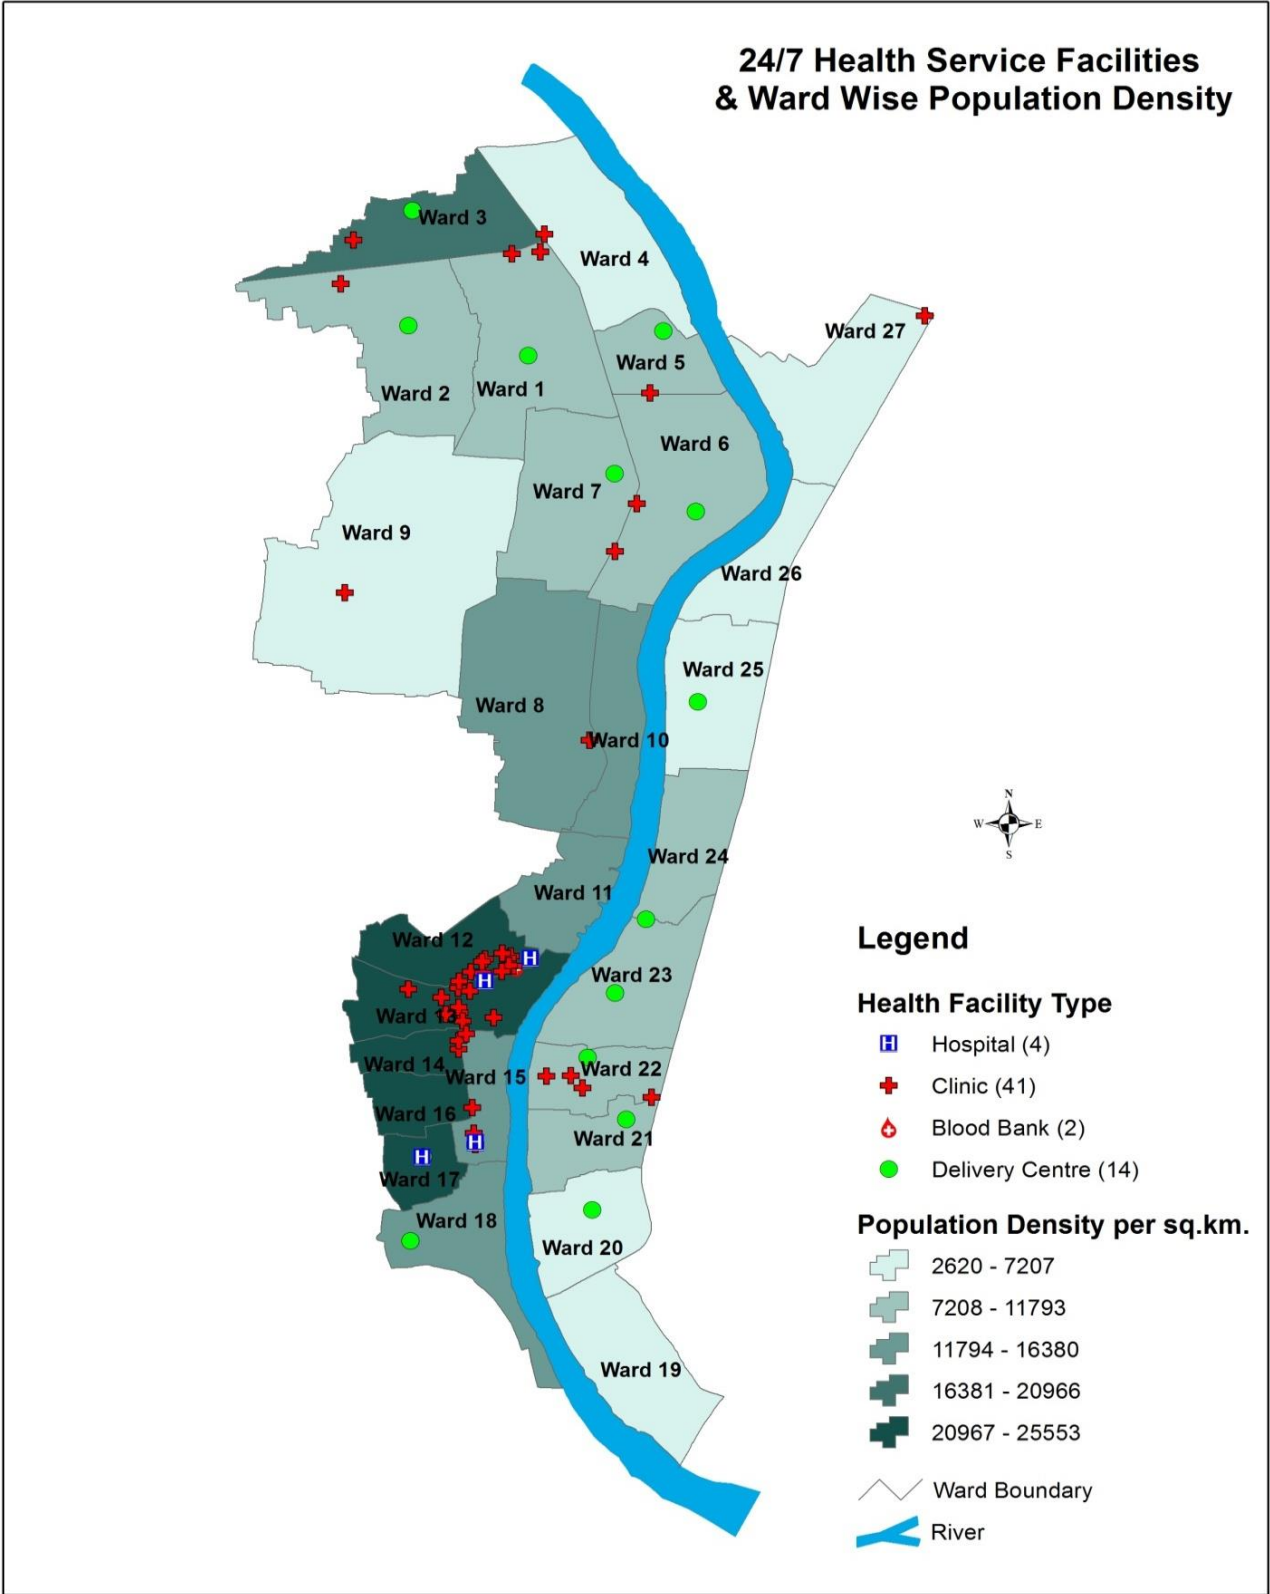 24/7 Health Service Facilities
& Ward Wise Population Density
Ward 3
Ward 4
Ward 27
Ward 5
Ward 2
Ward 1
Ward 6
Ward 7
Ward 9
Ward 26
Ward 25
Ward 8
Ward 10
N
W
E
S
Ward 24
Ward 11
Ward 12
H
H
Ward 23
Ward 13
Ward 14
Ward 15
Ward 22
Ward 16
Ward 21
H
H
Ward 17
Ward 18
Ward 20
Ward 19
Legend
Health Facility Type
H Hospital (4)
Clinic (41)
Blood Bank (2)
Delivery Centre (14)
Population Density per sq.km.
2620 - 7207
7208 - 11793
11794 - 16380
16381 - 20966
20967 - 25553
Ward Boundary
River